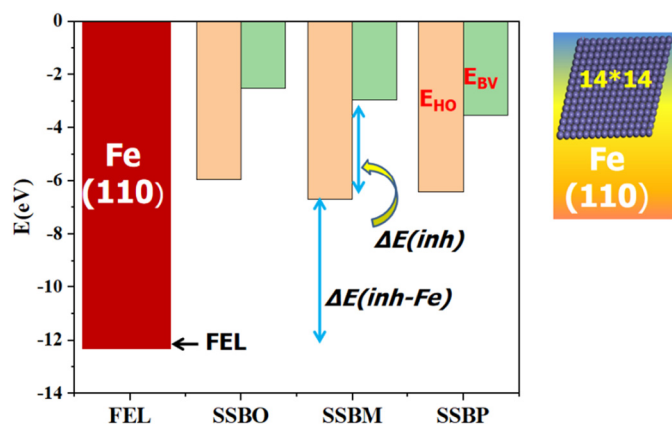 0
-2
-4
-6
-8
-10
-12
-14
E(eV)
Fe
(110)
FEL
E_HO
E_BV
ΔE(inh)
ΔE(inh-Fe)
FEL
SSBO
SSBM
SSBP
14*14
Fe
(110)